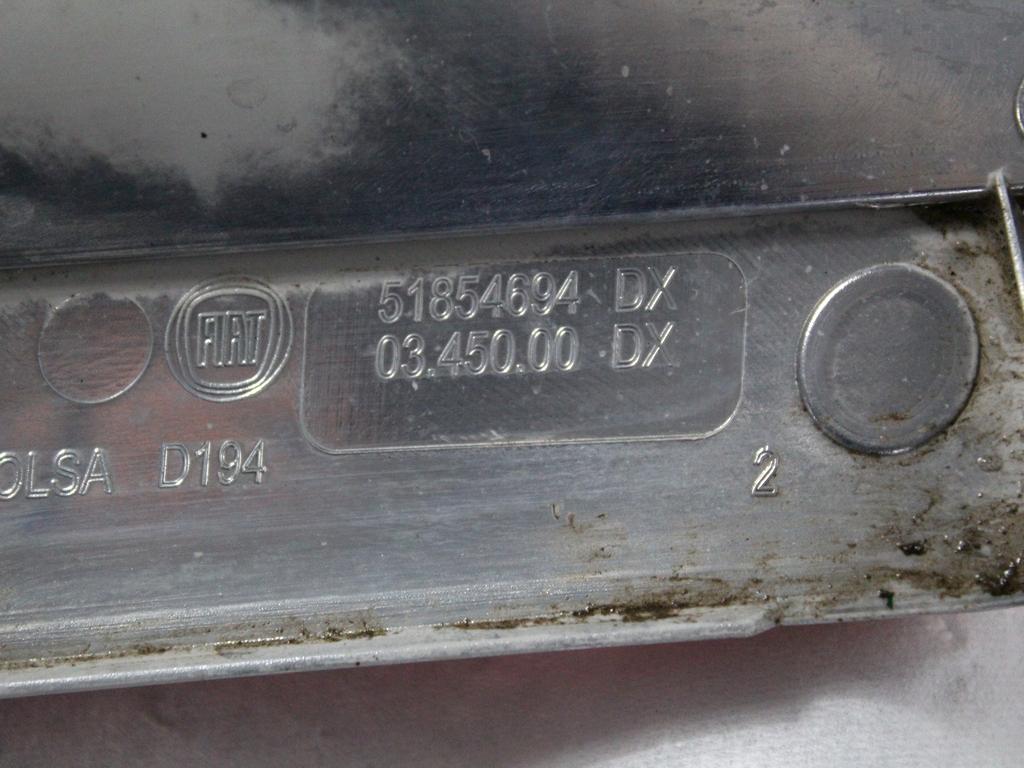 51854694 DX
FIAT
03.450.00 DX
OLSA D194
2